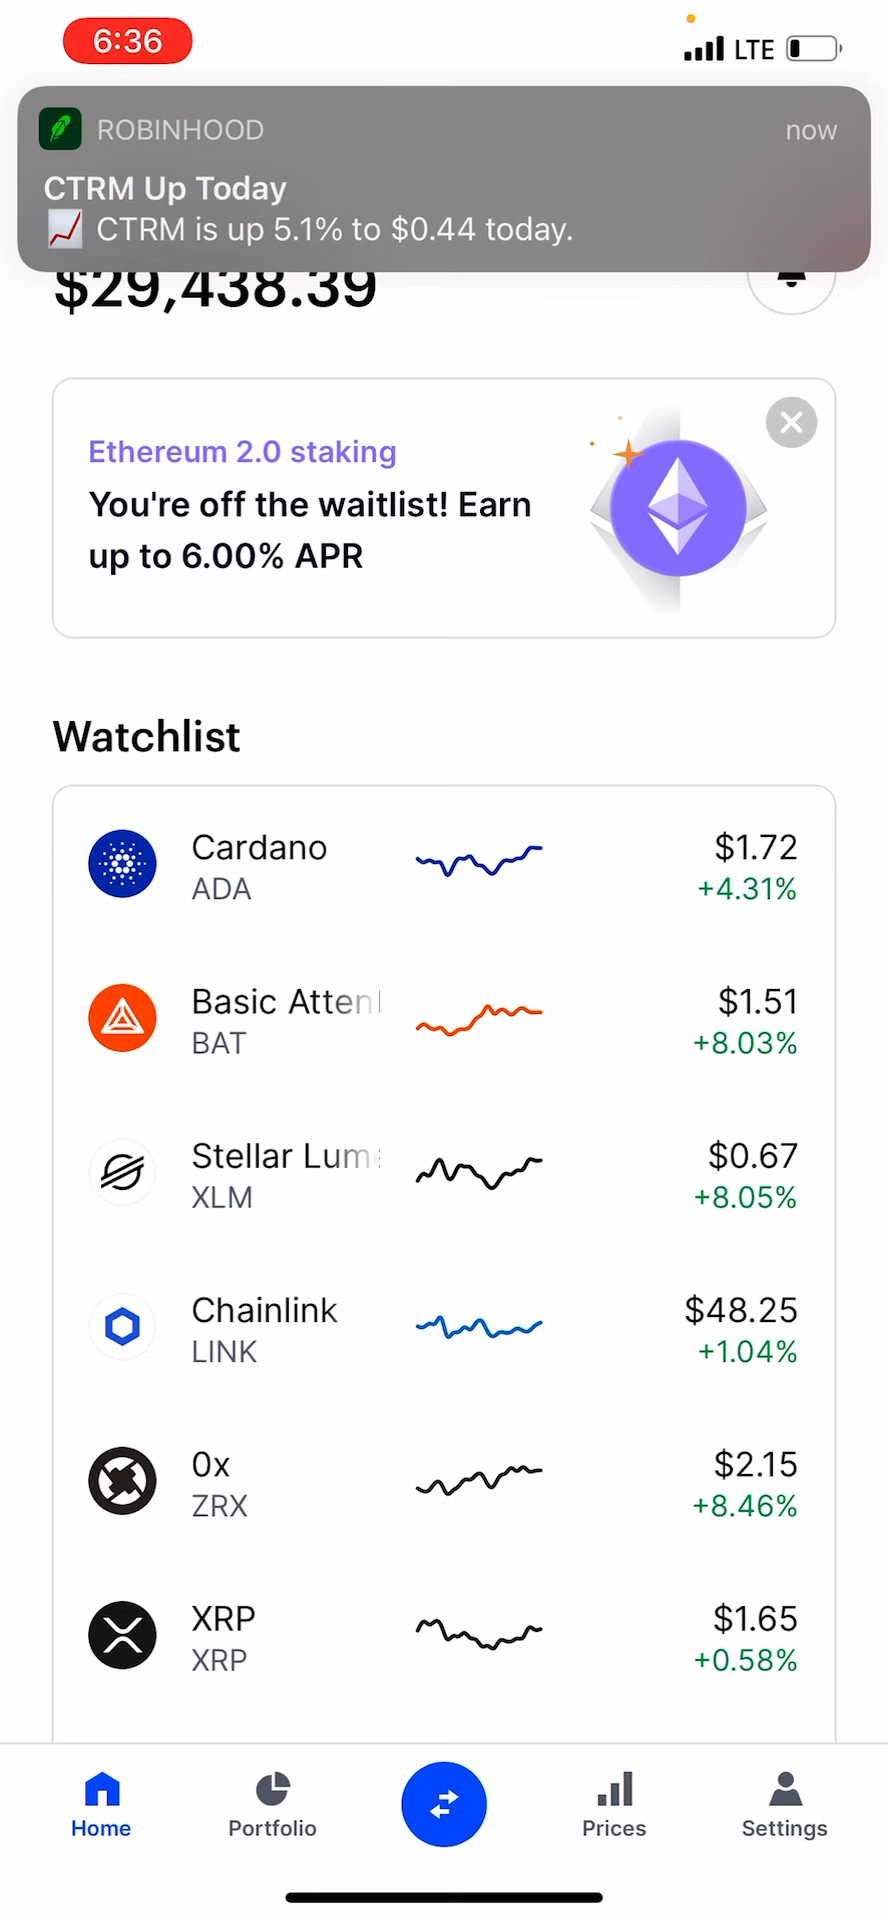 6:36
LTE
ROBINHOOD
now
CTRM Up Today
CTRM is up 5.1% to $0.44 today.
$29,438.39
Ethereum 2.0 staking
You're off the waitlist! Earn
up to 6.00% APR
Watchlist
Cardano
$1.72
ADA
+4.31%
Basic Atten
$1.51
BAT
+8.03%
Stellar Lum
$0.67
XLM
+8.05%
Chainlink
$48.25
LINK
+1.04%
0x
$2.15
ZRX
+8.46%
XRP
$1.65
XRP
+0.58%
Home
Portfolio
Prices
Settings